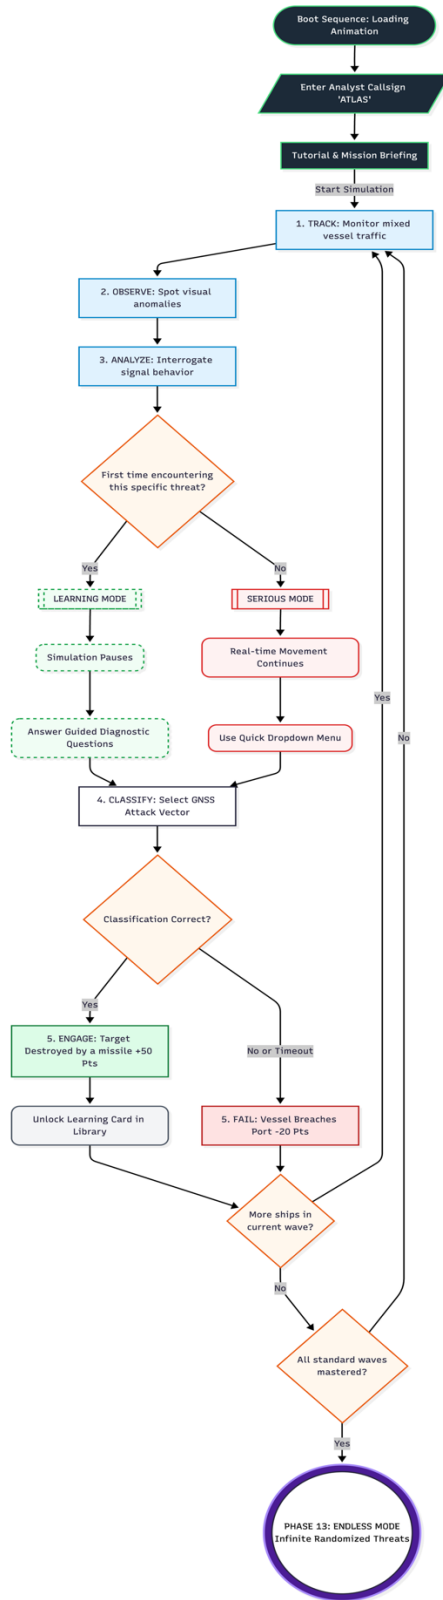 Boot Sequence: Loading
Animation
Enter Analyst Callsign
'ATLAS'
Tutorial & Mission Briefing
Start Simulation
1. TRACK: Monitor mixed
vessel traffic
2. OBSERVE: Spot visual
anomalies
3. ANALYZE: Interrogate
signal behavior
First time encountering
this specific threat?
Yes
No
LEARNING MODE
SERIOUS MODE
Simulation Pauses
Real-time Movement
Continues
Yes
Answer Guided Diagnostic
Questions
Use Quick Dropdown Menu
No
4. CLASSIFY: Select GNSS
Attack Vector
Classification Correct?
Yes
No or Timeout
5. ENGAGE: Target
Destroyed by a missile +50
Pts
Unlock Learning Card in
Library
5. FAIL: Vessel Breaches
Port -20 Pts
More ships in
current wave?
No
All standard waves
mastered?
Yes
PHASE 13: ENDLESS MODE
Infinite Randomized Threats